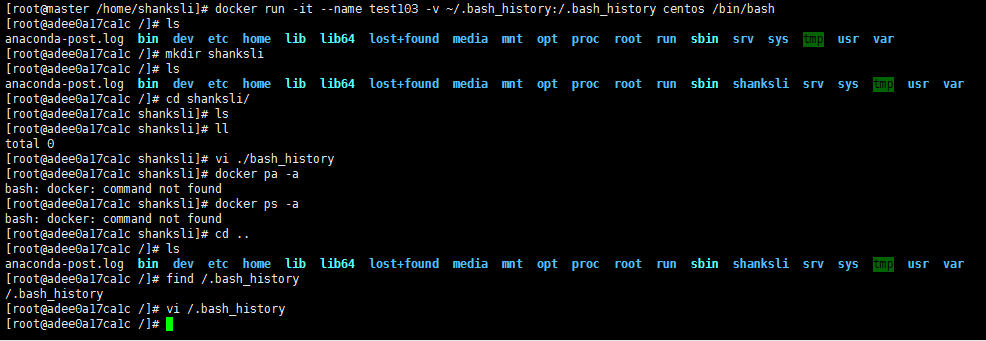 [root@master /home/shanksli]# docker run -it --name test103 -v ~/.bash_history:/.bash_history centos /bin/bash
[root@adee0a17ca1c /]# ls
anaconda-post.log bin dev etc home lib lib64 lost+found media mnt opt proc root run sbin srv sys tmp usr var
[root@adee0a17ca1c /]# mkdir shanksli
[root@adee0a17ca1c /]# ls
anaconda-post.log bin dev etc home lib lib64 lost+found media mnt opt proc root run sbin shanksli srv sys tmp usr var
[root@adee0a17ca1c /]# cd shanksli/
[root@adee0a17ca1c shanksli]# ls
[root@adee0a17ca1c shanksli]# ll
total 0
[root@adee0a17ca1c shanksli]# vi ./bash_history
[root@adee0a17ca1c shanksli]# docker pa -a
bash: docker: command not found
[root@adee0a17ca1c shanksli]# docker ps -a
bash: docker: command not found
[root@adee0a17ca1c shanksli]# cd ..
[root@adee0a17ca1c /]# ls
anaconda-post.log bin dev etc home lib lib64 lost+found media mnt opt proc root run sbin shanksli srv sys tmp usr var
[root@adee0a17ca1c /]# find /.bash_history
/.bash_history
[root@adee0a17ca1c /]# vi /.bash_history
[root@adee0a17ca1c /]#